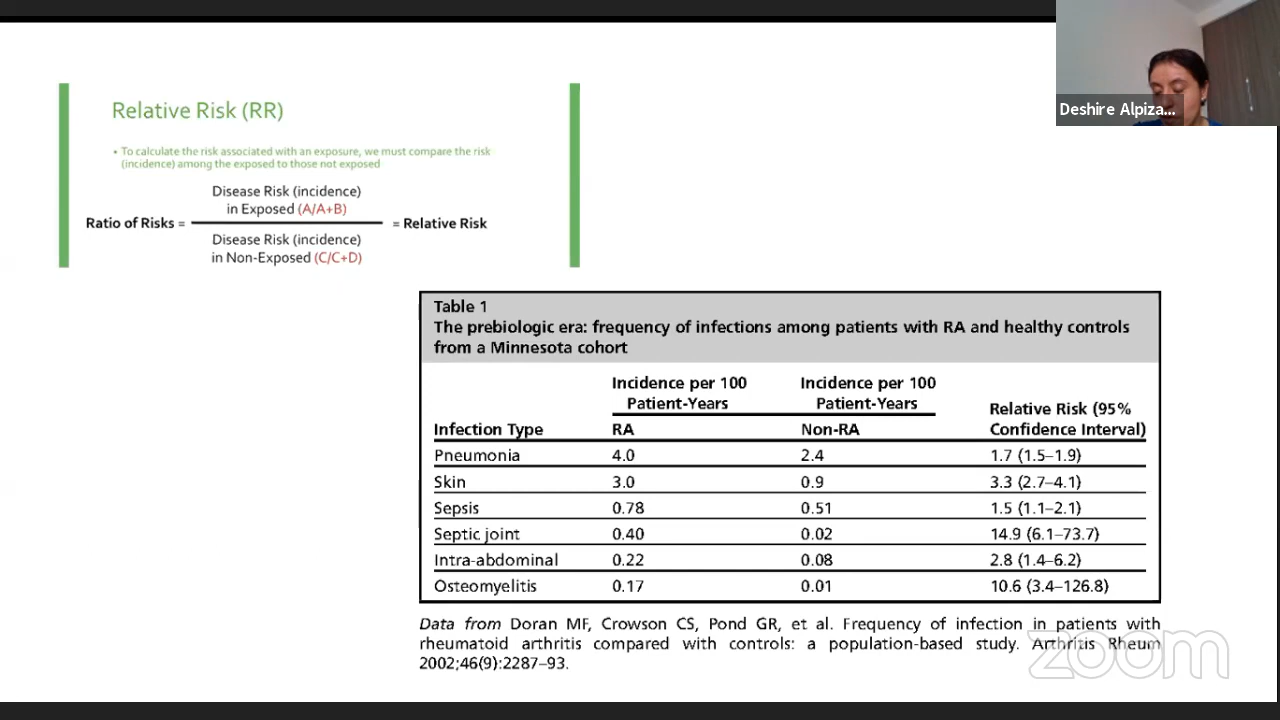 Deshire Alpiza...
Relative Risk (RR)
• To calculate the risk associated with an exposure, we must compare the risk
(incidence) among the exposed to those not exposed
Disease Risk (incidence)
in Exposed (A/A+B)
Ratio of Risks = = Relative Risk
Disease Risk (incidence)
in Non-Exposed (C/C+D)
Table 1
The prebiologic era: frequency of infections among patients with RA and healthy controls
from a Minnesota cohort
Incidence per 100 Incidence per 100
Patient-Years Patient-Years Relative Risk (95%
Infection Type RA Non-RA Confidence Interval)
Pneumonia 4.0 2.4 1.7 (1.5–1.9)
Skin 3.0 0.9 3.3 (2.7–4.1)
Sepsis 0.78 0.51 1.5 (1.1–2.1)
Septic joint 0.40 0.02 14.9 (6.1–73.7)
Intra-abdominal 0.22 0.08 2.8 (1.4–6.2)
Osteomyelitis 0.17 0.01 10.6 (3.4–126.8)
Data from Doran MF, Crowson CS, Pond GR, et al. Frequency of infection in patients with
rheumatoid arthritis compared with controls: a population-based study. Arthritis Rheum
2002;46(9):2287–93.
zoom